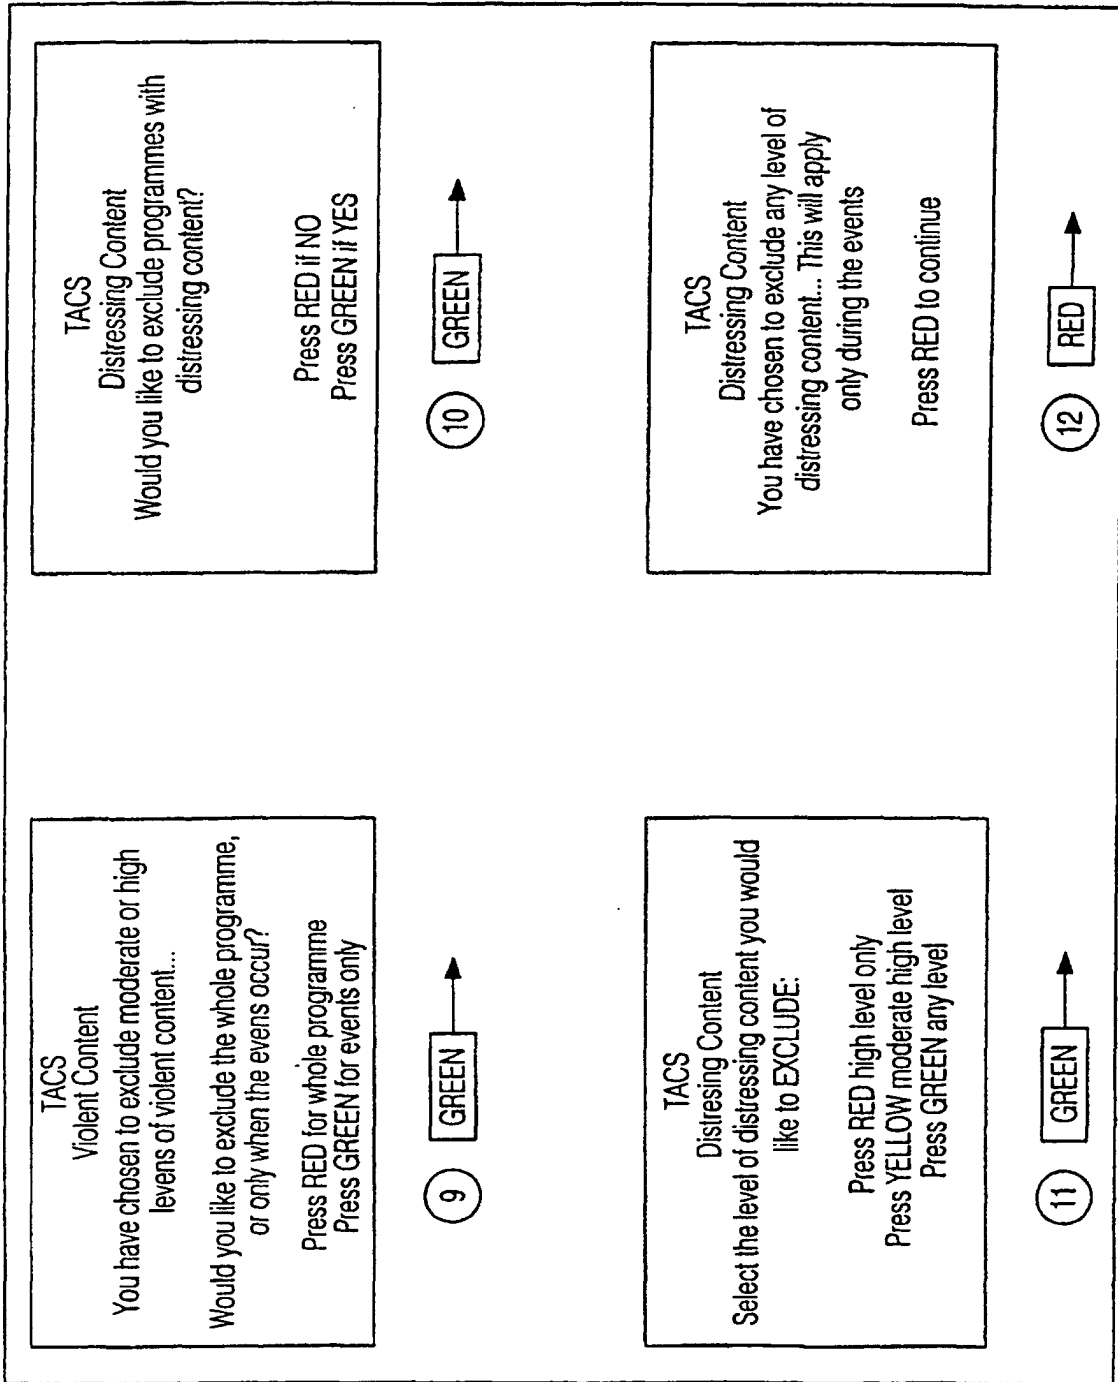 TACS
Violent Content
You have chosen to exclude moderate or high
levens of violent content...
Would you like to exclude the whole programme,
or only when the evens occur?
Press RED for whole programme
Press GREEN for events only
9
GREEN
TACS
Distressing Content
Would you like to exclude programmes with
distressing content?
Press RED if NO
Press GREEN if YES
10
GREEN
TACS
Distresing Content
Select the level of distressing content you would
like to EXCLUDE:
Press RED high level only
Press YELLOW moderate high level
Press GREEN any level
11
GREEN
TACS
Distressing Content
You have chosen to exclude any level of
distressing content... This will apply
only during the events
Press RED to continue
12
RED